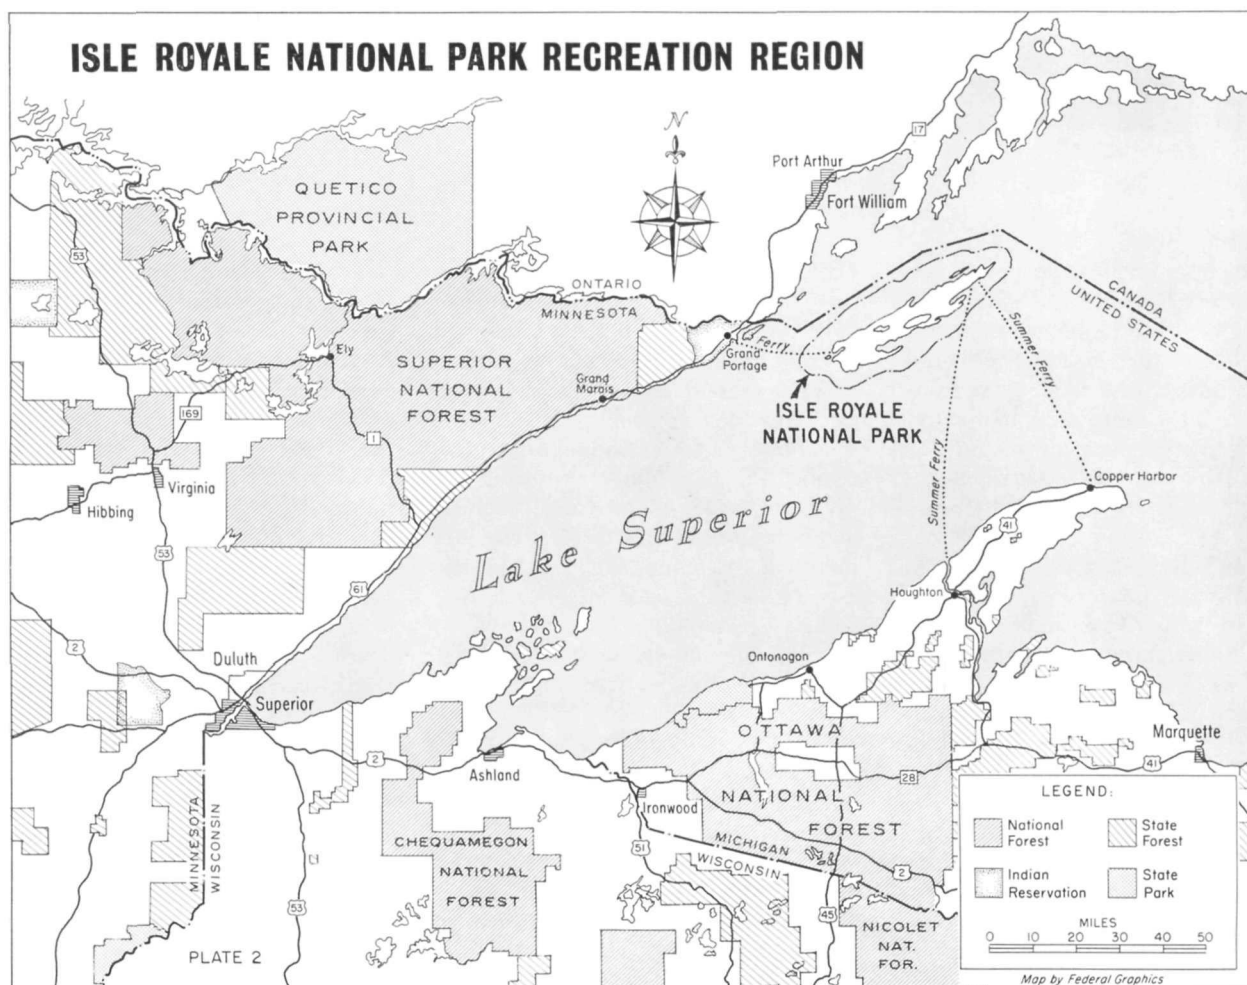 ISLE ROYALE NATIONAL PARK RECREATION REGION
N
17
Port Arthur
Fort William
QUETICO
PROVINCIAL
PARK
53
ONTARIO
MINNESOTA
CANADA
UNITED STATES
Ferry
Grand
Portage
Summer Ferry
Ely
SUPERIOR
NATIONAL
FOREST
Grand
Marais
ISLE ROYALE
NATIONAL PARK
169
1
Summer Ferry
Copper Harbor
Virginia
Hibbing
Lake Superior
41
53
61
Houghton
2
Duluth
Superior
Ontonagon
OTTAWA
NATIONAL
FOREST
Marquette
41
28
2
Ashland
Ironwood
51
MICHIGAN
WISCONSIN
2
45
MINNESOTA
WISCONSIN
CHEQUAMEGON
NATIONAL
FOREST
53
NICOLET
NAT.
FOR.
PLATE 2
LEGEND:
National
Forest
State
Forest
Indian
Reservation
State
Park
MILES
0 10 20 30 40 50
Map by Federal Graphics